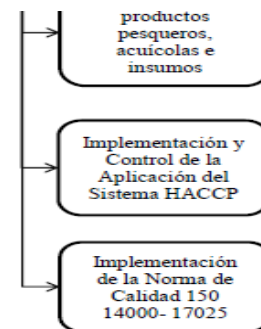 productos
pesqueros,
acuícolas e
insumos
Implementación y
Control de la
Aplicación del
Sistema HACCP
Implementación
de la Norma de
Calidad 150
14000- 17025